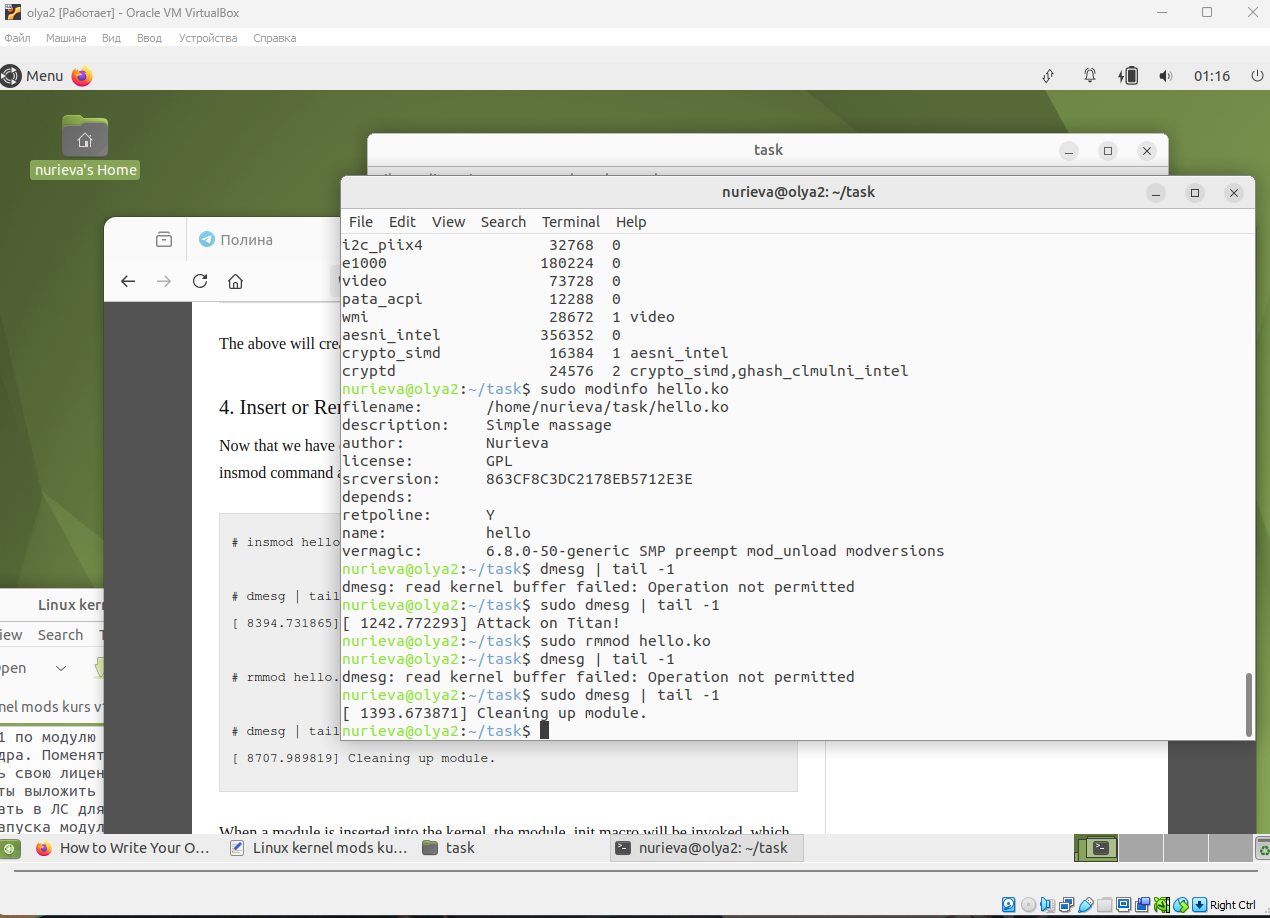 olya2 [Работает] - Oracle VM VirtualBox
Файл Машина Вид Ввод Устройства Справка
Menu 01:16
nurieva's Home
task
nurieva@olya2: ~/task
File Edit View Search Terminal Help
i2c_piix4 32768 0
e1000 180224 0
video 73728 0
pata_acpi 12288 0
wmi 28672 1 video
aesni_intel 356352 0
crypto_simd 16384 1 aesni_intel
cryptd 24576 2 crypto_simd,ghash_clmulni_intel
nurieva@olya2:~/task$ sudo modinfo hello.ko
filename: /home/nurieva/task/hello.ko
description: Simple massage
author: Nurieva
license: GPL
srcversion: 863CF8C3DC2178EB5712E3E
depends:
retpoline: Y
name: hello
vermagic: 6.8.0-50-generic SMP preempt mod_unload modversions
nurieva@olya2:~/task$ dmesg | tail -1
dmesg: read kernel buffer failed: Operation not permitted
nurieva@olya2:~/task$ sudo dmesg | tail -1
[ 1242.772293] Attack on Titan!
nurieva@olya2:~/task$ sudo rmmod hello.ko
nurieva@olya2:~/task$ dmesg | tail -1
dmesg: read kernel buffer failed: Operation not permitted
nurieva@olya2:~/task$ sudo dmesg | tail -1
[ 1393.673871] Cleaning up module.
nurieva@olya2:~/task$
Полина
The above will cre
4. Insert or Re
Now that we have
insmod command
# insmod hello
# dmesg | tail
[ 8394.731865]
# rmmod hello.
# dmesg | tail
[ 8707.989819] Cleaning up module.
When a module is inserted into the kernel, the module_init macro will be invoked, which
Linux kern
iew Search T
pen
nel mods kurs v
1 по модулю
дра. Поменят
ь свою лицен
ты выложить
ать в ЛС для
апуска модул
How to Write Your O... Linux kernel mods ku... task nurieva@olya2: ~/task
Right Ctrl